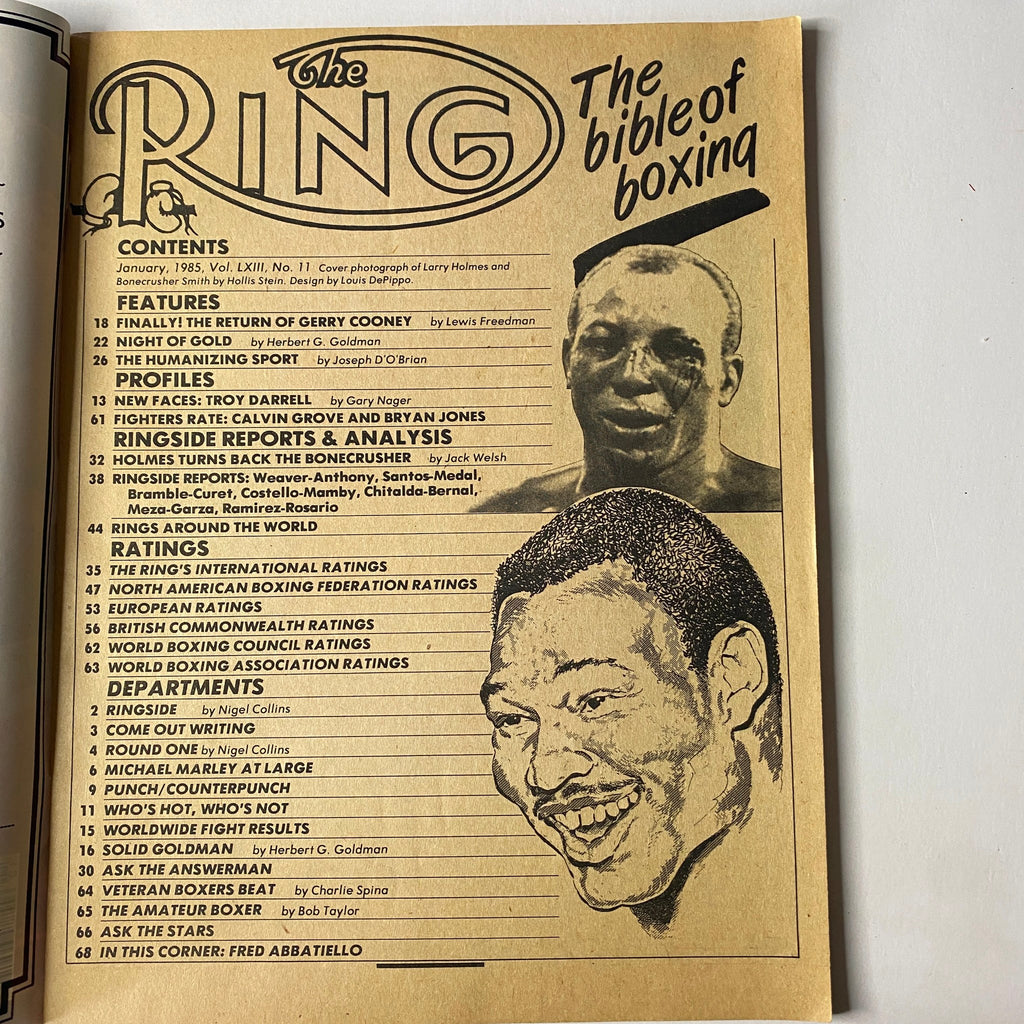 The
RING
The
bible of
boxing
CONTENTS
January, 1985, Vol. LXIII, No. 11 Cover photograph of Larry Holmes and
Bonecrusher Smith by Hollis Stein. Design by Louis DePippo.
FEATURES
18 FINALLY! THE RETURN OF GERRY COONEY by Lewis Freedman
22 NIGHT OF GOLD by Herbert G. Goldman
26 THE HUMANIZING SPORT by Joseph D'O'Brian
PROFILES
13 NEW FACES: TROY DARRELL by Gary Nager
61 FIGHTERS RATE: CALVIN GROVE AND BRYAN JONES
RINGSIDE REPORTS & ANALYSIS
32 HOLMES TURNS BACK THE BONECRUSHER by Jack Welsh
38 RINGSIDE REPORTS: Weaver-Anthony, Santos-Medal,
Bramble-Curet, Costello-Mamby, Chitalda-Bernal,
Meza-Garza, Ramirez-Rosario
44 RINGS AROUND THE WORLD
RATINGS
35 THE RING'S INTERNATIONAL RATINGS
47 NORTH AMERICAN BOXING FEDERATION RATINGS
53 EUROPEAN RATINGS
56 BRITISH COMMONWEALTH RATINGS
62 WORLD BOXING COUNCIL RATINGS
63 WORLD BOXING ASSOCIATION RATINGS
DEPARTMENTS
2 RINGSIDE by Nigel Collins
3 COME OUT WRITING
4 ROUND ONE by Nigel Collins
6 MICHAEL MARLEY AT LARGE
9 PUNCH/COUNTERPUNCH
11 WHO'S HOT, WHO'S NOT
15 WORLDWIDE FIGHT RESULTS
16 SOLID GOLDMAN by Herbert G. Goldman
30 ASK THE ANSWERMAN
64 VETERAN BOXERS BEAT by Charlie Spina
65 THE AMATEUR BOXER by Bob Taylor
66 ASK THE STARS
68 IN THIS CORNER: FRED ABBATIELLO